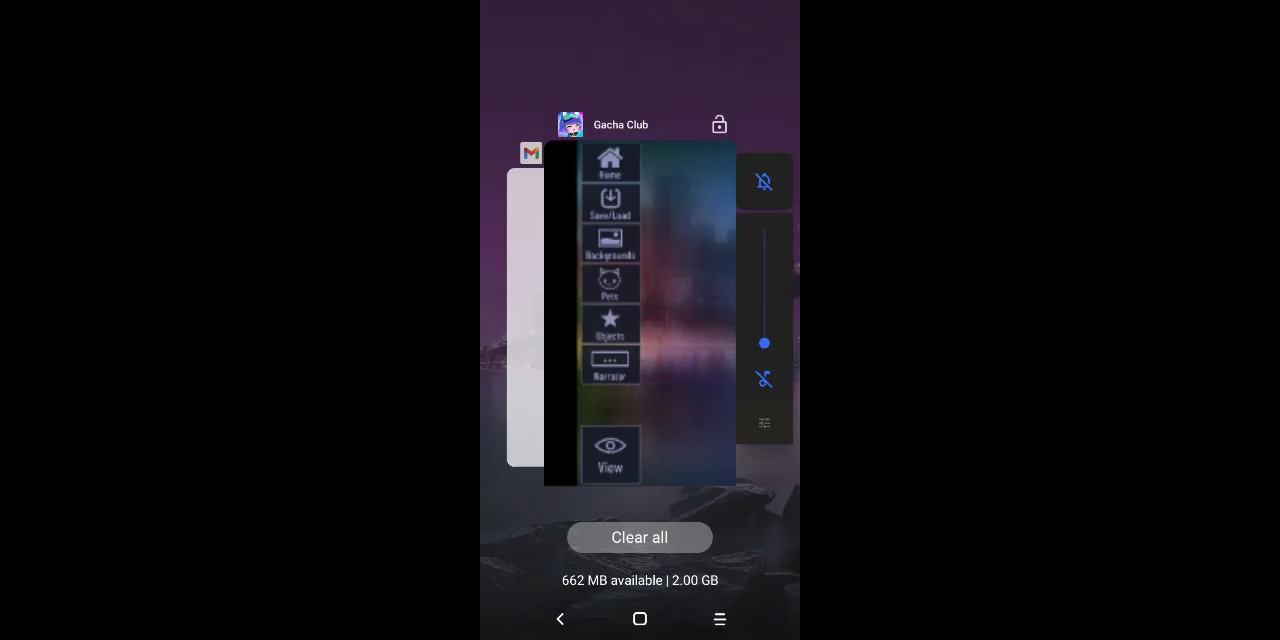 Gacha Club
Home
Save/Load
Backgrounds
Pets
Objects
Narrator
View
Clear all
662 MB available | 2.00 GB